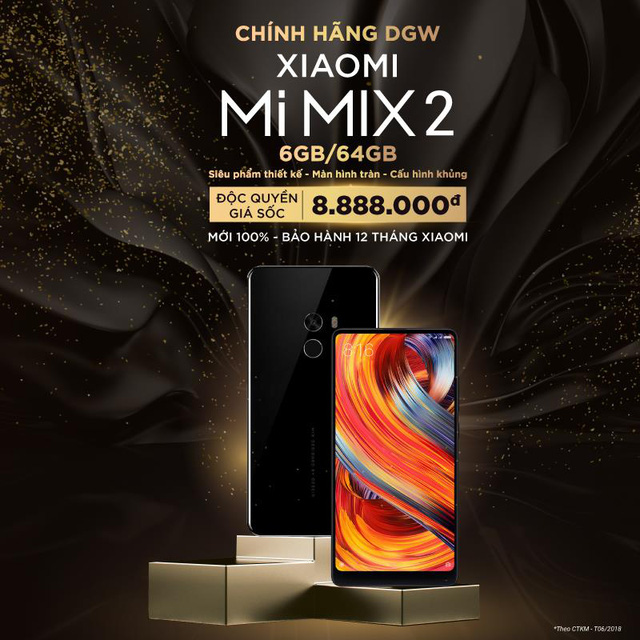 CHÍNH HÃNG DGW
XIAOMI
Mi MIX 2
6GB/64GB
Siêu phẩm thiết kế - Màn hình tràn - Cấu hình khủng
ĐỘC QUYỀN
GIÁ SỐC
8.888.000đ
MỚI 100% - BẢO HÀNH 12 THÁNG XIAOMI
*Theo CTKM - T06/2018